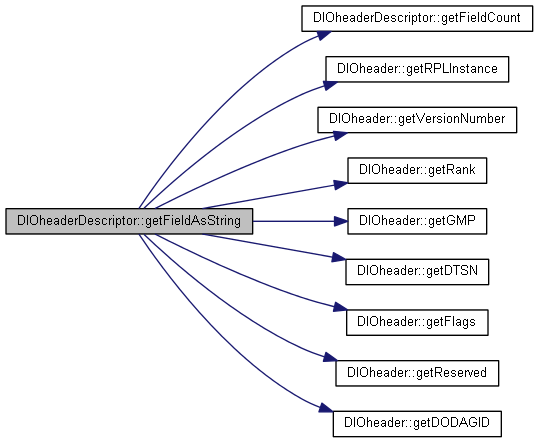 DIOheaderDescriptor::getFieldCount
DIOheader::getRPLInstance
DIOheader::getVersionNumber
DIOheader::getRank
DIOheaderDescriptor::getFieldAsString
DIOheader::getGMP
DIOheader::getDTSN
DIOheader::getFlags
DIOheader::getReserved
DIOheader::getDODAGID